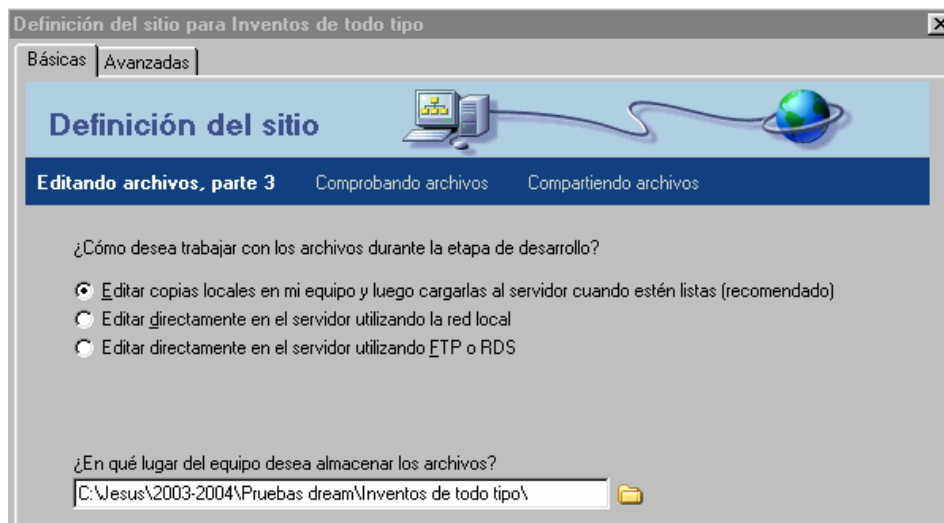 Definición del sitio para Inventos de todo tipo
Básicas Avanzadas
Definición del sitio
Editando archivos, parte 3 Comprobando archivos Compartiendo archivos
¿Cómo desea trabajar con los archivos durante la etapa de desarrollo?
Editar copias locales en mi equipo y luego cargarlas al servidor cuando estén listas (recomendado)
Editar directamente en el servidor utilizando la red local
Editar directamente en el servidor utilizando FTP o RDS
¿En qué lugar del equipo desea almacenar los archivos?
C:\Jesus\2003-2004\Pruebas dream\Inventos de todo tipo\